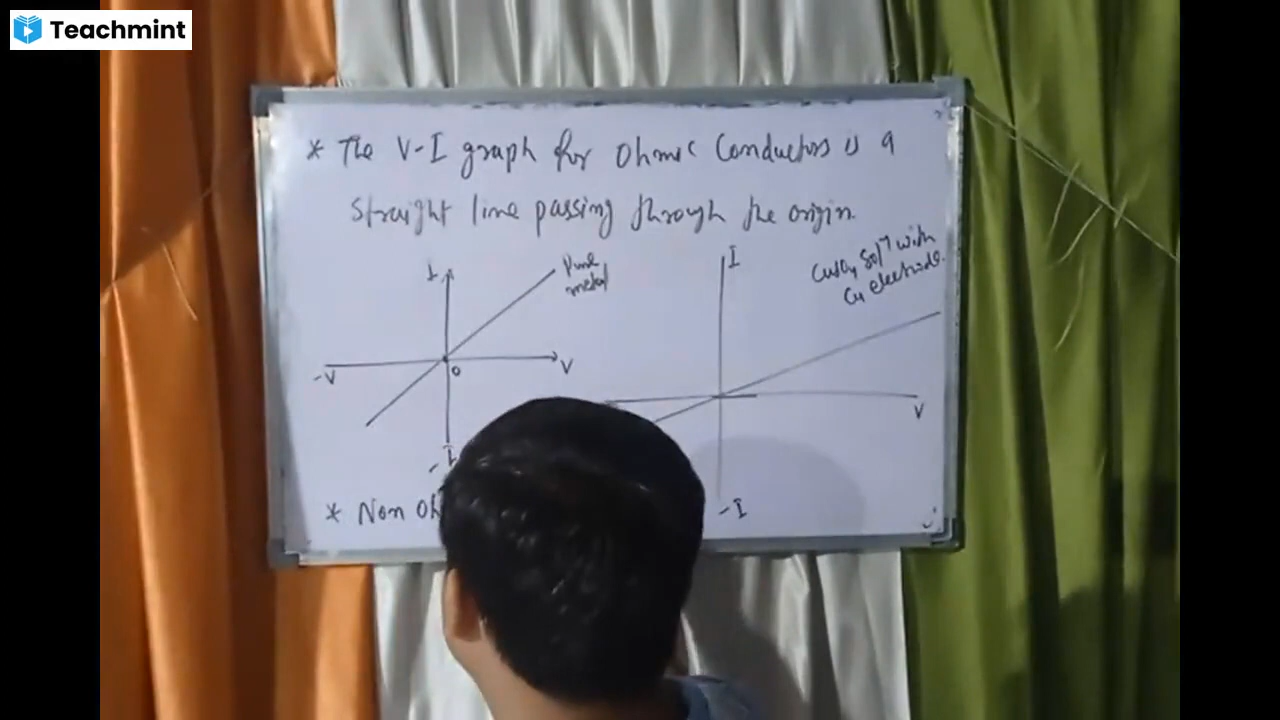 Teachmint
* The V-I graph for Ohmic Conductors is a
straight line passing through the origin.
I
Pure
metal
-V
O
V
-I
I
CuSO4 Solⁿ with
Cu electrode.
V
-I
* Non Oh